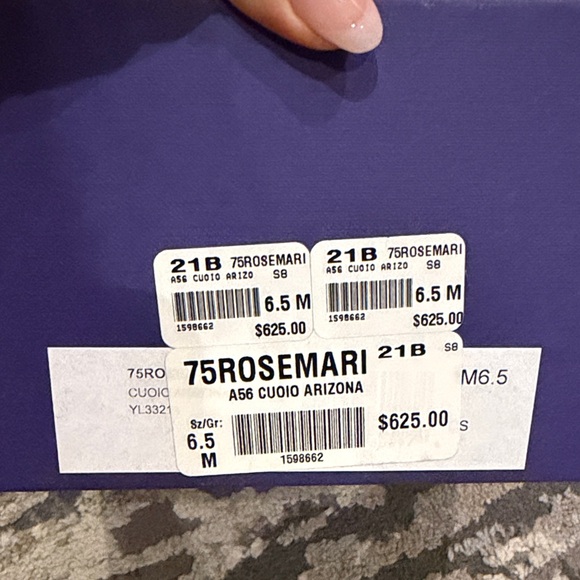 21B 75ROSEMARI
A56 CUOIO ARIZO S8
6.5 M
1598662
$625.00
21B 75ROSEMARI
A56 CUOIO ARIZO S8
6.5 M
1598662
$625.00
75ROSEMARI 21B S8
A56 CUOIO ARIZONA
Sz/Gr:
6.5
M
$625.00
1598662
75RO
CUOIO
YL3321
M6.5
S